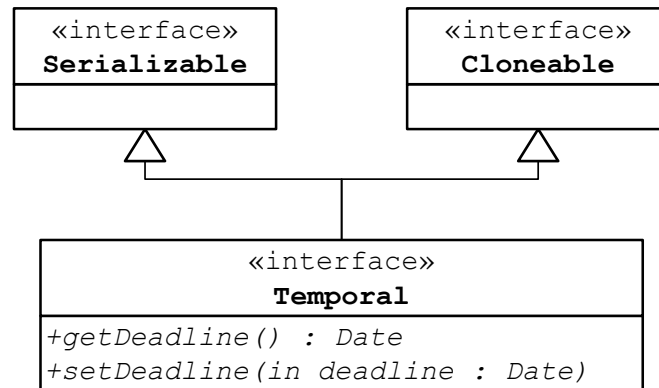 «interface»
Serializable
«interface»
Cloneable
«interface»
Temporal
+getDeadline() : Date
+setDeadline(in deadline : Date)